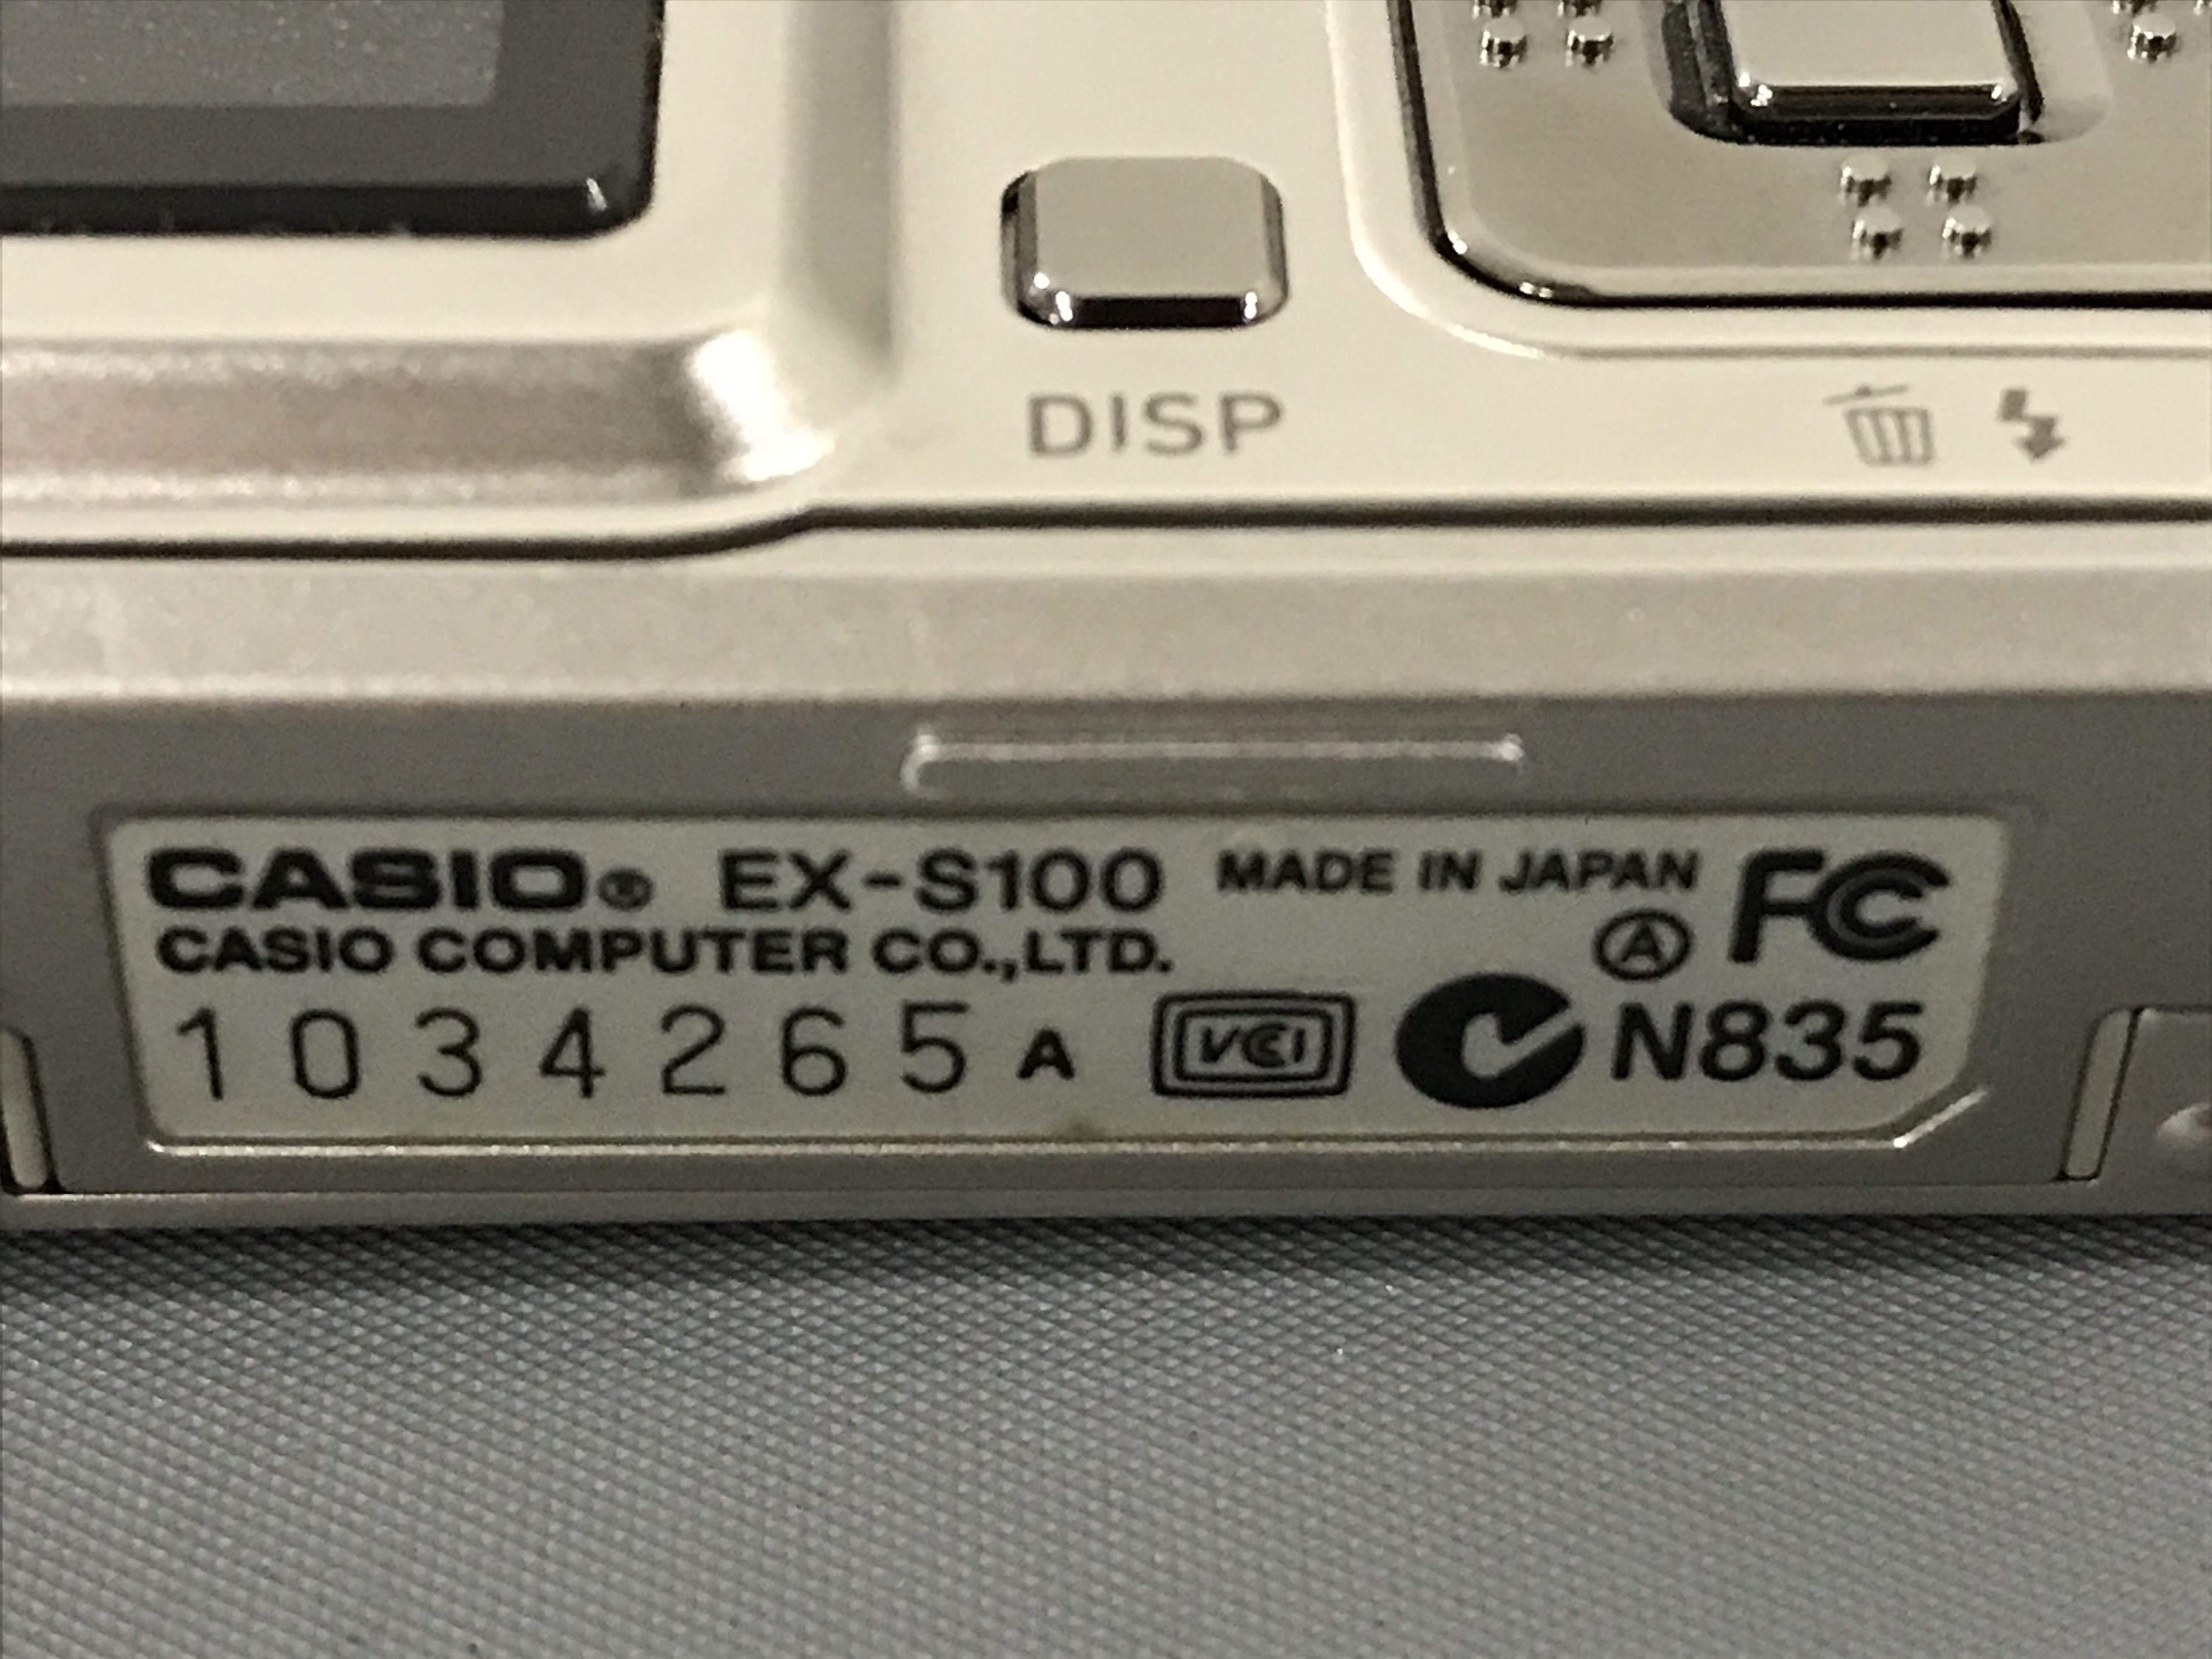 DISP
CASIO® EX-S100 MADE IN JAPAN FC
CASIO COMPUTER CO.,LTD. Ⓐ
1034265 A VCI N835